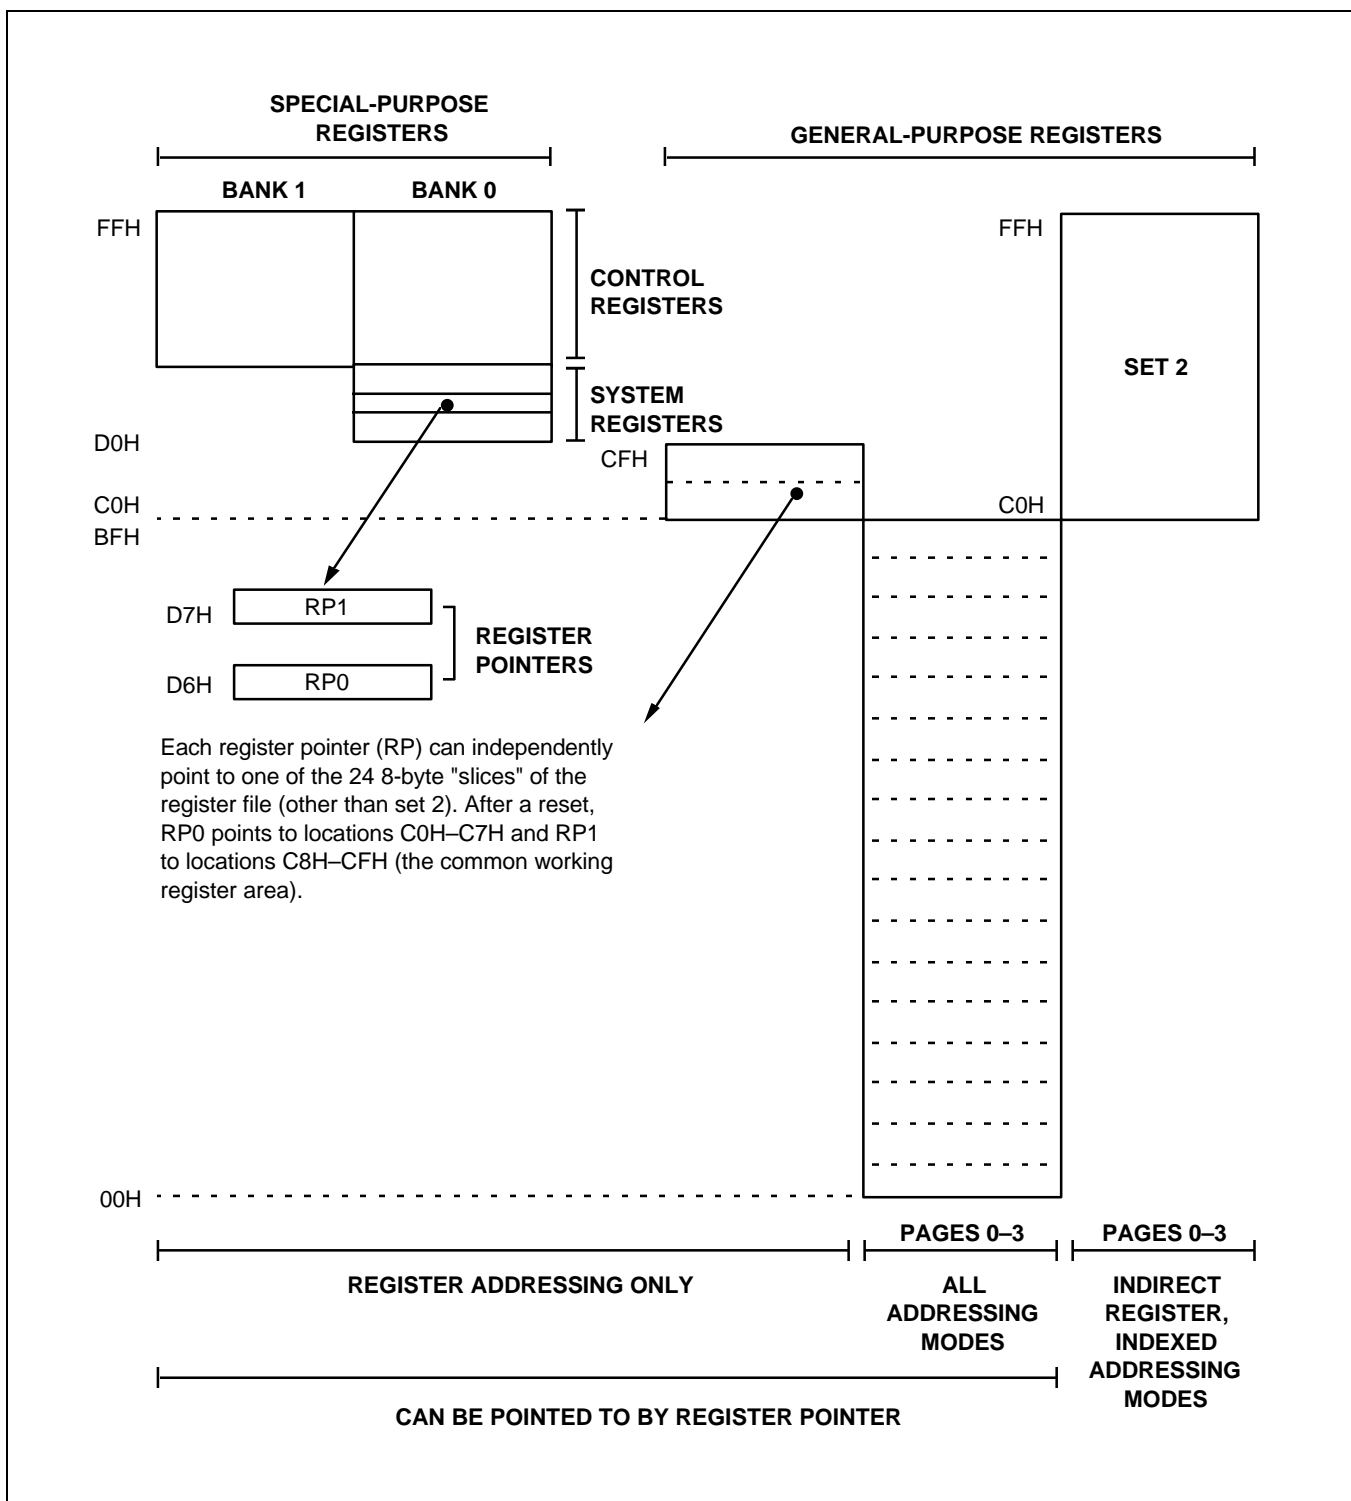 SPECIAL-PURPOSE
REGISTERS
GENERAL-PURPOSE REGISTERS
BANK 1
BANK 0
FFH
FFH
CONTROL
REGISTERS
SET 2
SYSTEM
REGISTERS
D0H
CFH
C0H
C0H
BFH
D7H
RP1
REGISTER
POINTERS
D6H
RP0
Each register pointer (RP) can independently
point to one of the 24 8-byte "slices" of the
register file (other than set 2). After a reset,
RP0 points to locations C0H–C7H and RP1
to locations C8H–CFH (the common working
register area).
00H
PAGES 0–3
PAGES 0–3
REGISTER ADDRESSING ONLY
ALL
ADDRESSING
MODES
INDIRECT
REGISTER,
INDEXED
ADDRESSING
MODES
CAN BE POINTED TO BY REGISTER POINTER